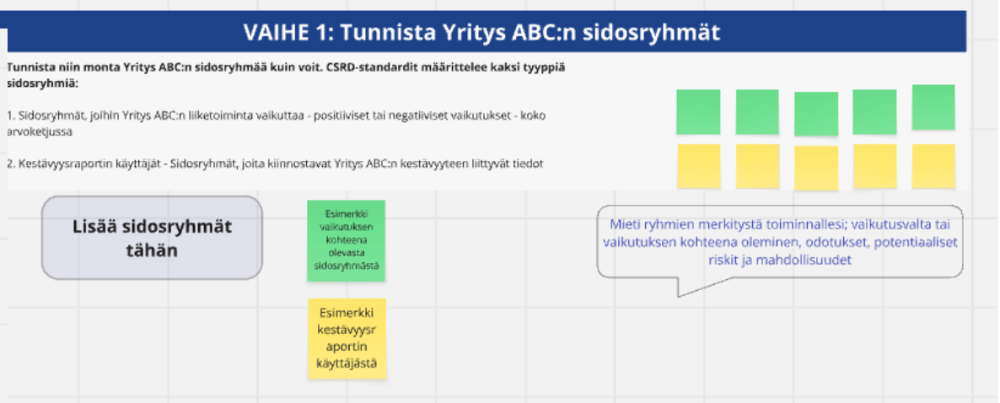 VAIHE 1: Tunnista Yritys ABC:n sidosryhmät
Tunnista niin monta Yritys ABC:n sidosryhmää kuin voit. CSRD-standardit määrittelee kaksi tyyppiä
sidosryhmiä:
1. Sidosryhmät, joihin Yritys ABC:n liiketoiminta vaikuttaa - positiiviset tai negatiiviset vaikutukset - koko
arvoketjussa
2. Kestävyysraportin käyttäjät - Sidosryhmät, joita kiinnostavat Yritys ABC:n kestävyyteen liittyvät tiedot
Lisää sidosryhmät
tähän
Esimerkki
vaikutuksen
kohteena
olevasta
sidosryhmästä
Esimerkki
kestävyysr
aportin
käyttäjästä
Mieti ryhmien merkitystä toiminnallesi; vaikutusvalta tai
vaikutuksen kohteena oleminen, odotukset, potentiaaliset
riskit ja mahdollisuudet